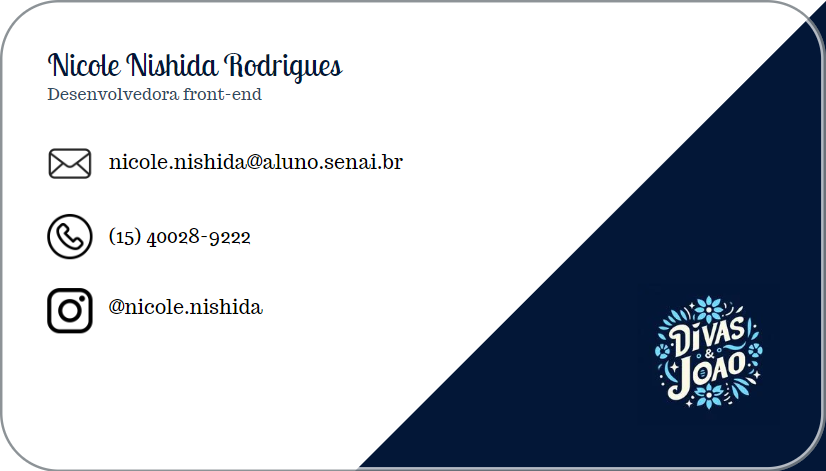 Nicole Nishida Rodrigues
Desenvolvedora front-end
nicole.nishida@aluno.senai.br
(15) 40028-9222
@nicole.nishida
DIVAS
&
JOAO